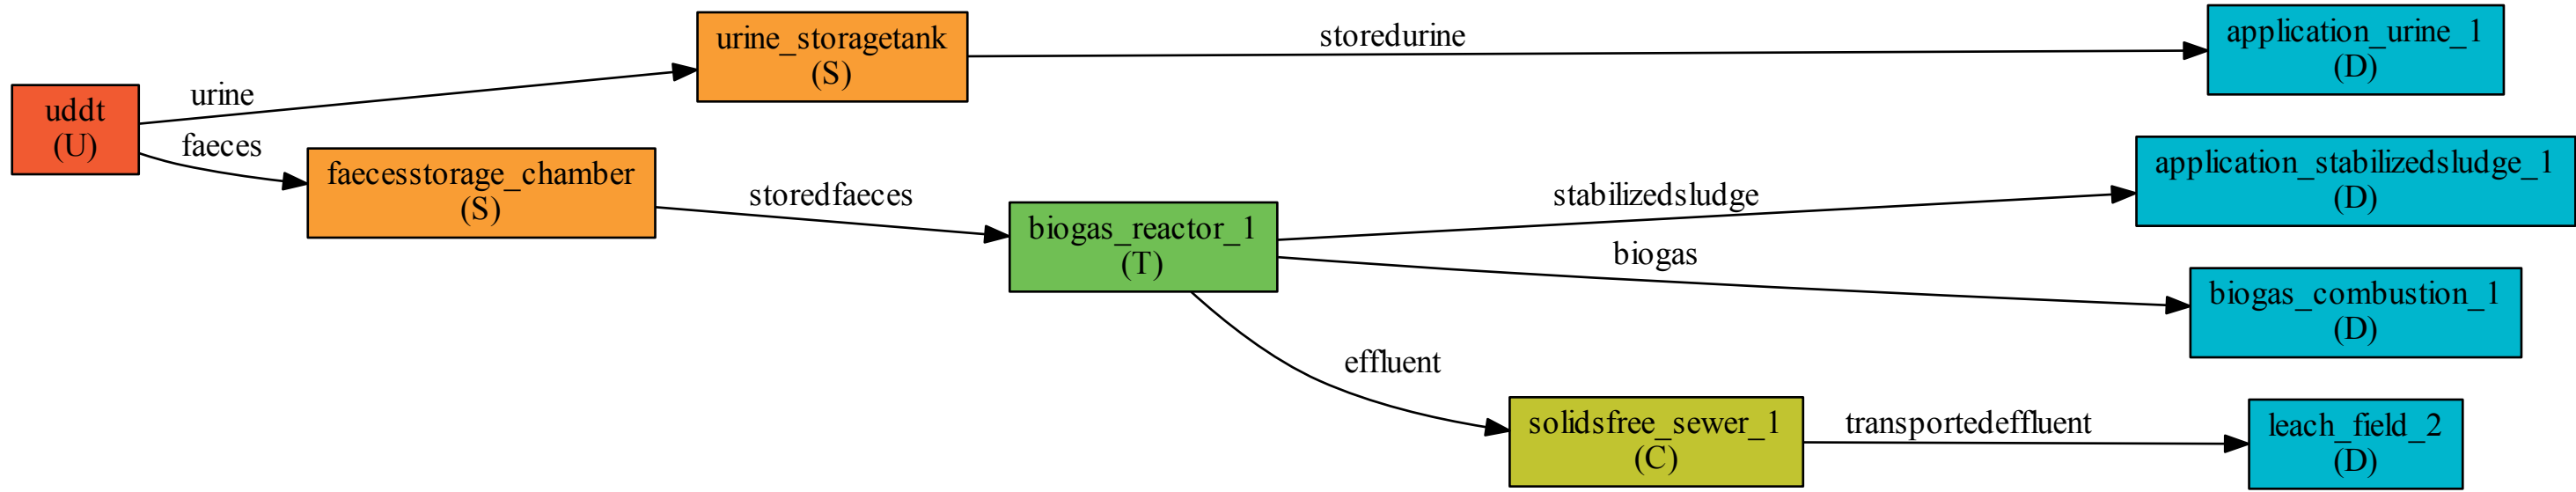 uddt
(U)
urine
faeces
urine_storagetank
(S)
faecesstorage_chamber
(S)
storedurine
storedfaeces
biogas_reactor_1
(T)
stabilizedsludge
biogas
effluent
solidsfree_sewer_1
(C)
transportedeffluent
application_urine_1
(D)
application_stabilizedsludge_1
(D)
biogas_combustion_1
(D)
leach_field_2
(D)